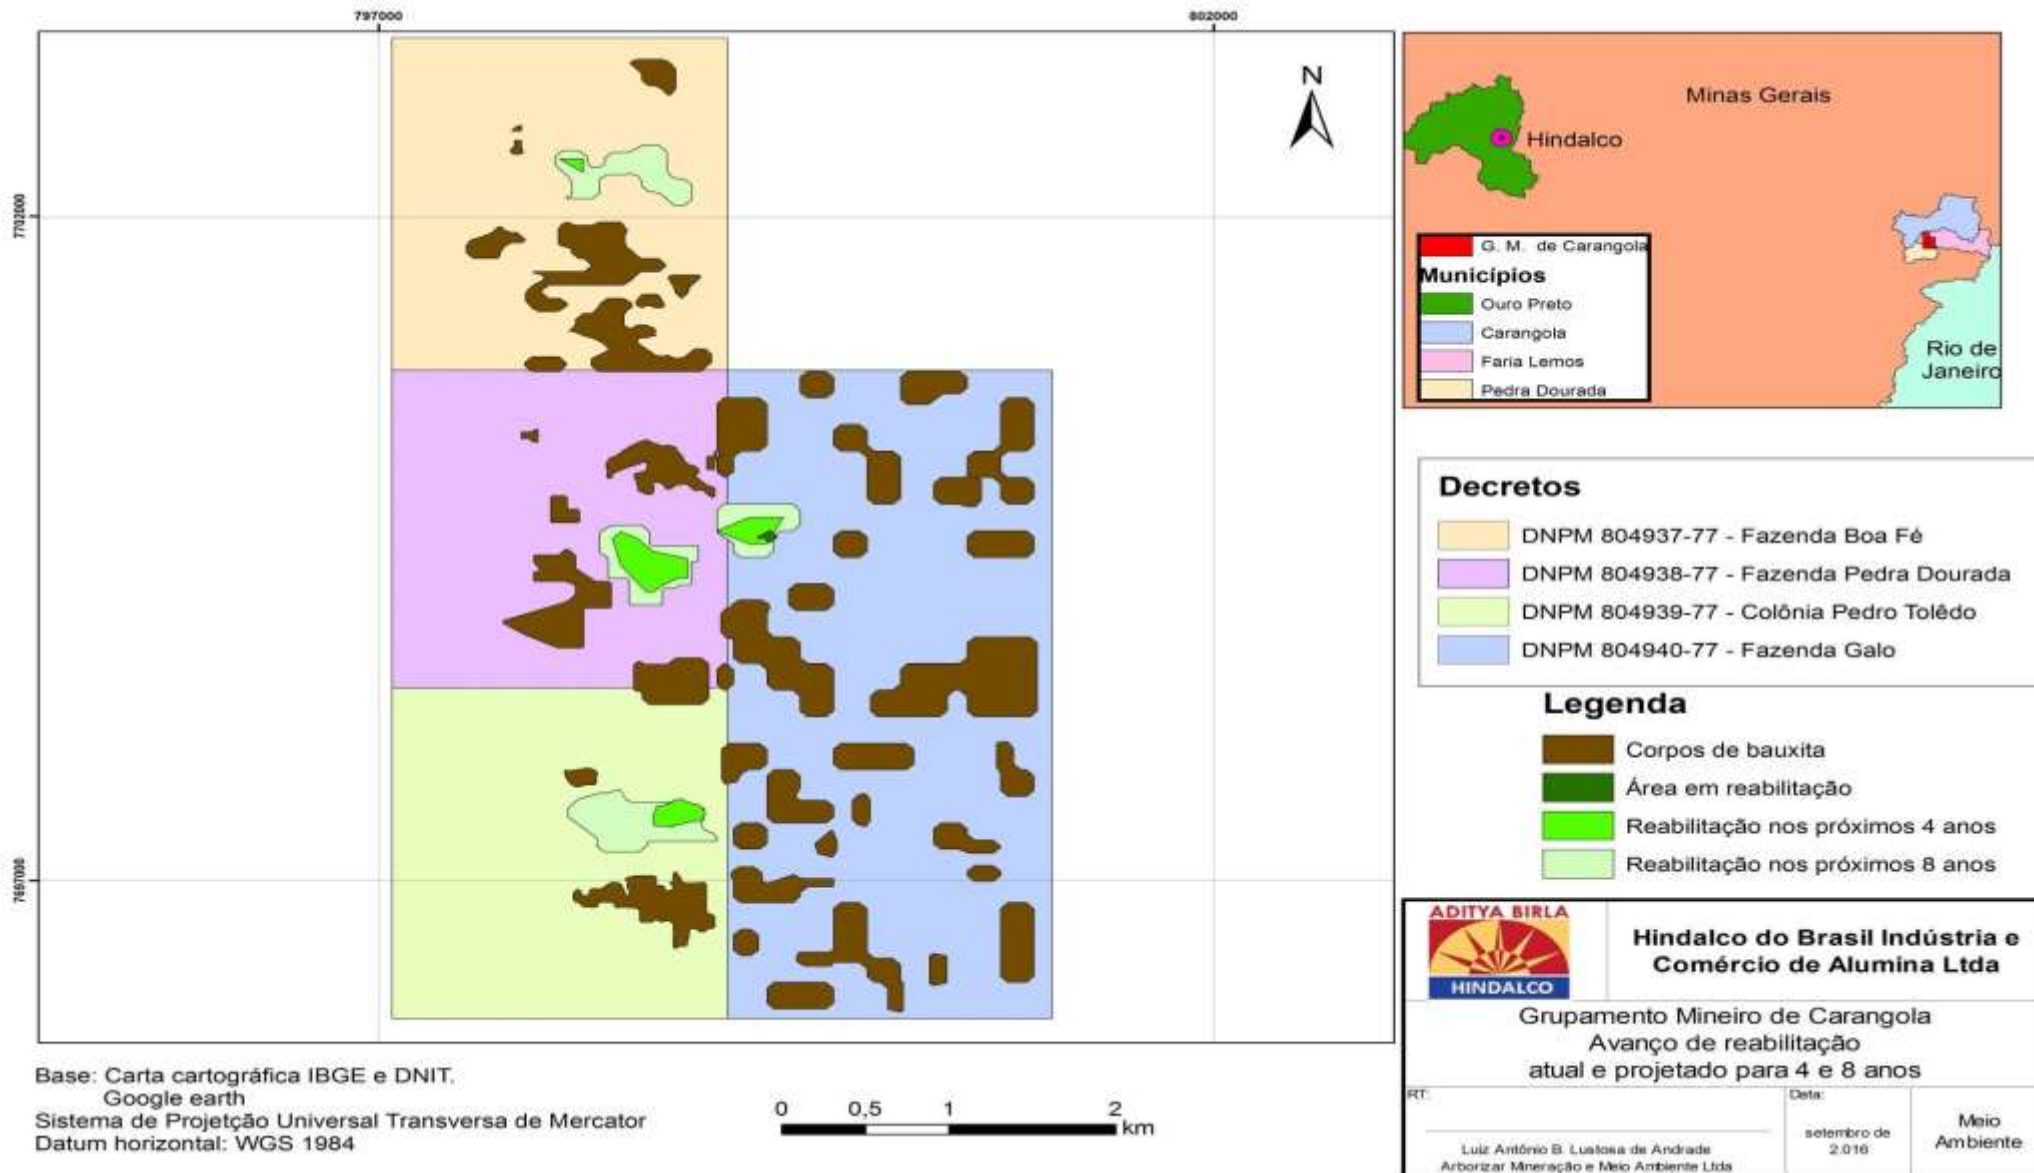 797000
802000
7702000
7697000
N
Minas Gerais
Hindalco
G. M. de Carangola
Municípios
Ouro Preto
Carangola
Faria Lemos
Pedra Dourada
Rio de
Janeiro
Decretos
DNPM 804937-77 - Fazenda Boa Fé
DNPM 804938-77 - Fazenda Pedra Dourada
DNPM 804939-77 - Colônia Pedro Tolêdo
DNPM 804940-77 - Fazenda Galo
Legenda
Corpos de bauxita
Área em reabilitação
Reabilitação nos próximos 4 anos
Reabilitação nos próximos 8 anos
ADITYA BIRLA
HINDALCO
Hindalco do Brasil Indústria e
Comércio de Alumina Ltda
Grupamento Mineiro de Carangola
Avanço de reabilitação
atual e projetado para 4 e 8 anos
RT:
Luiz Antônio B. Lustosa de Andrade
Arborizar Mineração e Meio Ambiente Ltda
Data:
setembro de
2.016
Meio
Ambiente
Base: Carta cartográfica IBGE e DNIT.
Google earth
Sistema de Projetção Universal Transversa de Mercator
Datum horizontal: WGS 1984
0 0,5 1 2
km